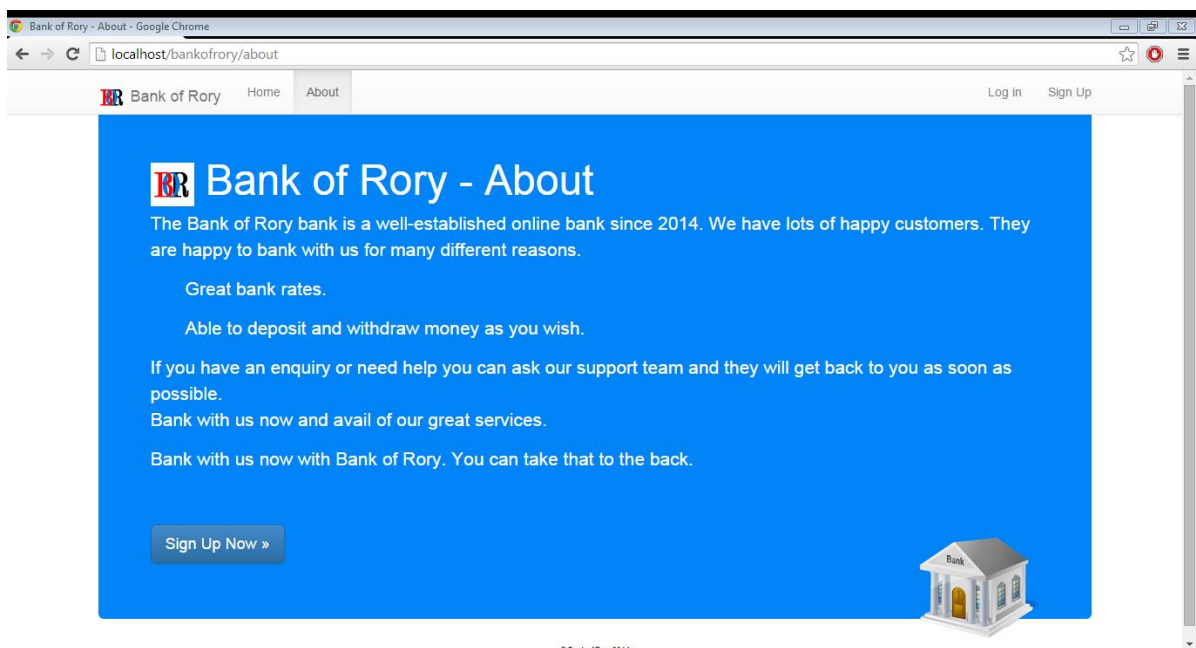 Bank of Rory - About - Google Chrome
localhost/bankofrory/about
BR Bank of Rory Home About Log in Sign Up
BR Bank of Rory - About
The Bank of Rory bank is a well-established online bank since 2014. We have lots of happy customers. They
are happy to bank with us for many different reasons.
Great bank rates.
Able to deposit and withdraw money as you wish.
If you have an enquiry or need help you can ask our support team and they will get back to you as soon as
possible.
Bank with us now and avail of our great services.
Bank with us now with Bank of Rory. You can take that to the back.
Sign Up Now »
Bank